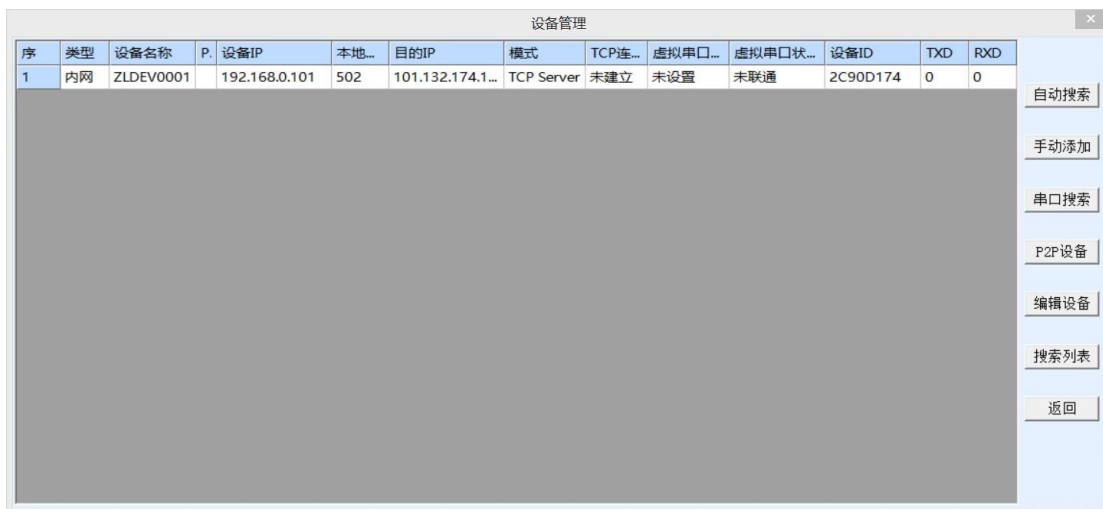 设备管理
序 类型 设备名称 P. 设备IP 本地... 目的IP 模式 TCP连... 虚拟串口... 虚拟串口状... 设备ID TXD RXD
1 内网 ZLDEV0001 192.168.0.101 502 101.132.174.1... TCP Server 未建立 未设置 未联通 2C90D174 0 0
自动搜索
手动添加
串口搜索
P2P设备
编辑设备
搜索列表
返回